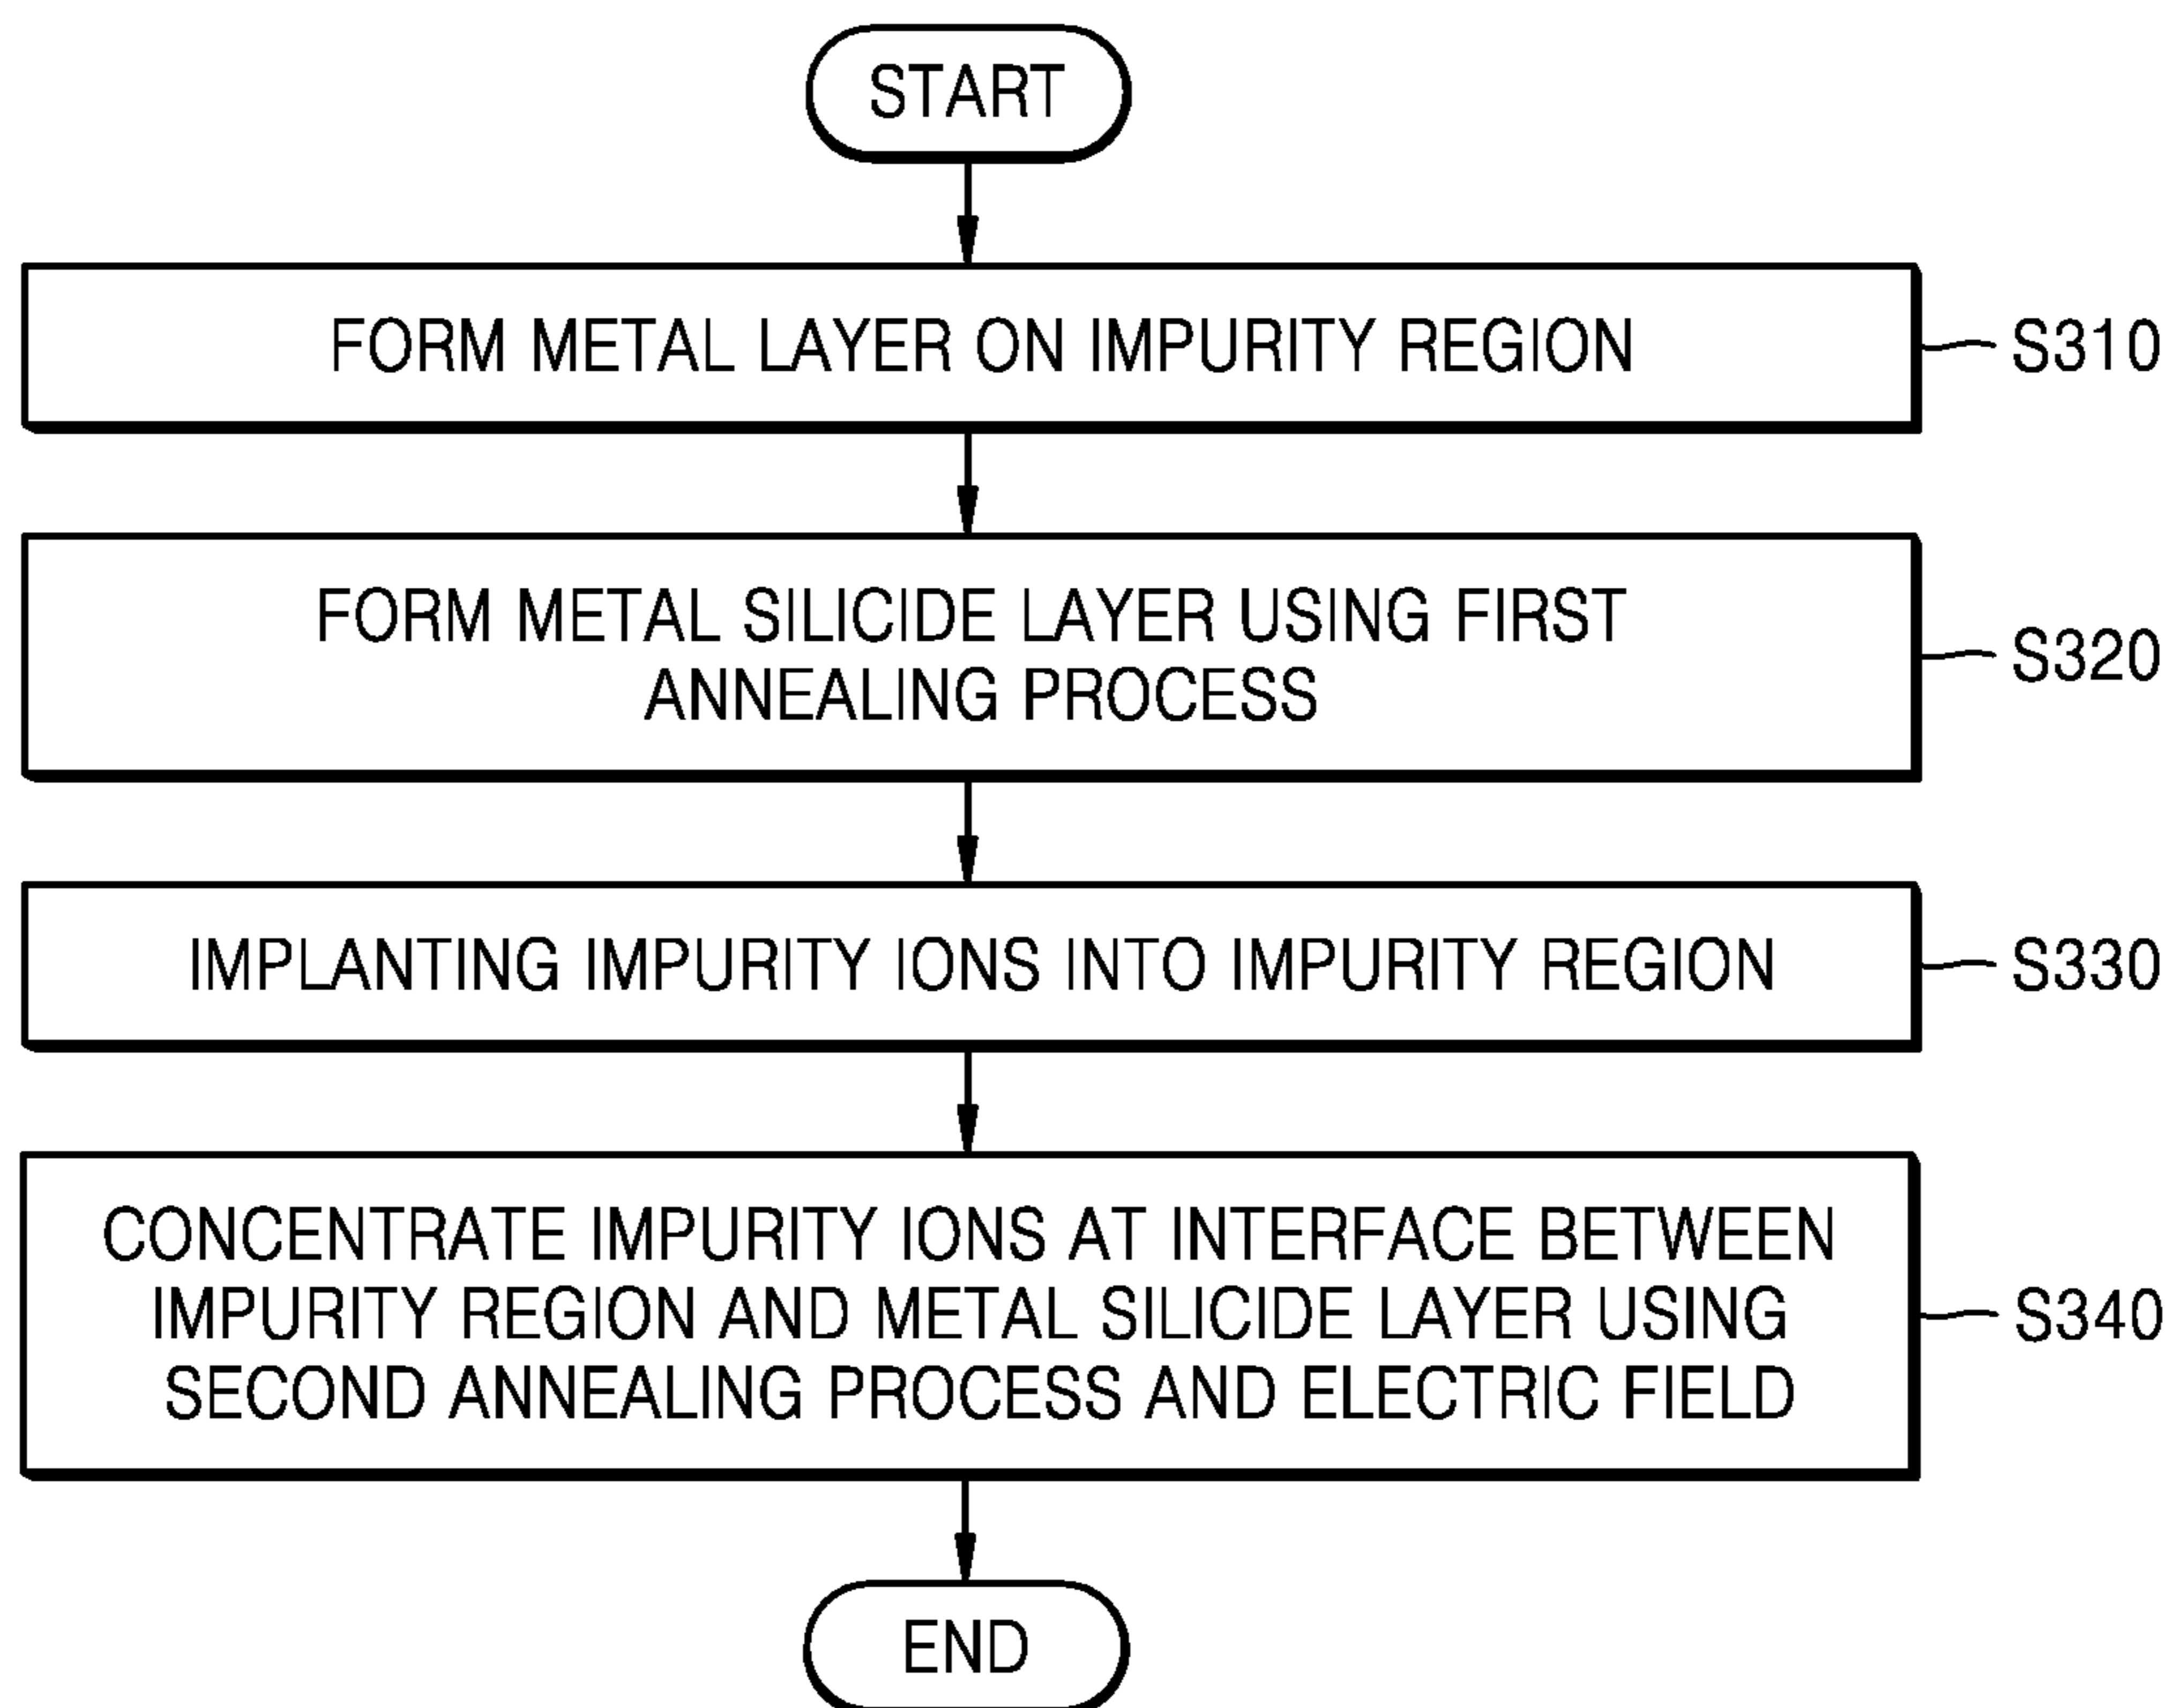 START
FORM METAL LAYER ON IMPURITY REGION
S310
FORM METAL SILICIDE LAYER USING FIRST
ANNEALING PROCESS
S320
IMPLANTING IMPURITY IONS INTO IMPURITY REGION
S330
CONCENTRATE IMPURITY IONS AT INTERFACE BETWEEN
IMPURITY REGION AND METAL SILICIDE LAYER USING
SECOND ANNEALING PROCESS AND ELECTRIC FIELD
S340
END